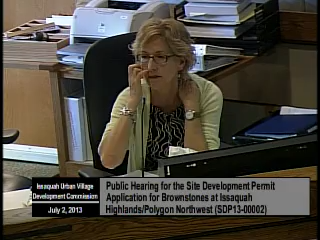 Issaquah Urban Village
Development Commission
July 2, 2013
Public Hearing for the Site Development Permit
Application for Brownstones at Issaquah
Highlands/Polygon Northwest (SDP13-00002)